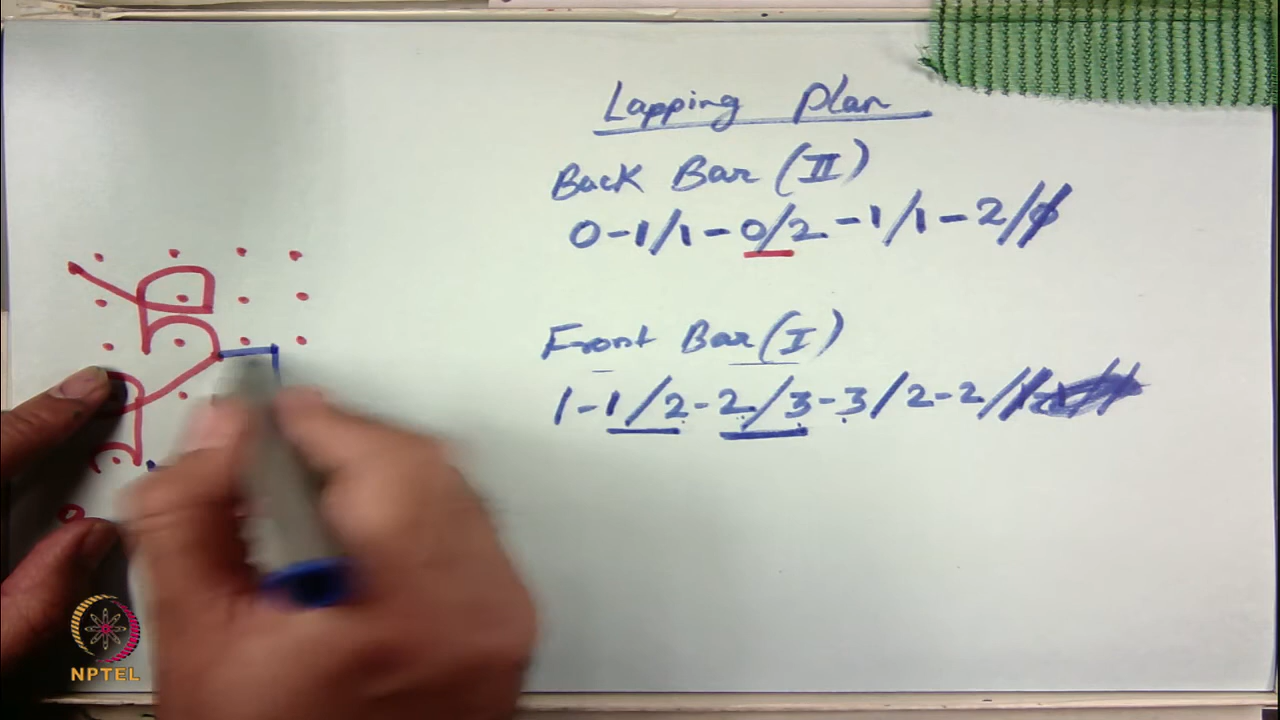 Lapping Plan
Back Bar (II)
0-1/1-0/2-1/1-2//
Front Bar (I)
1-1/2-2/3-3/2-2//
NPTEL